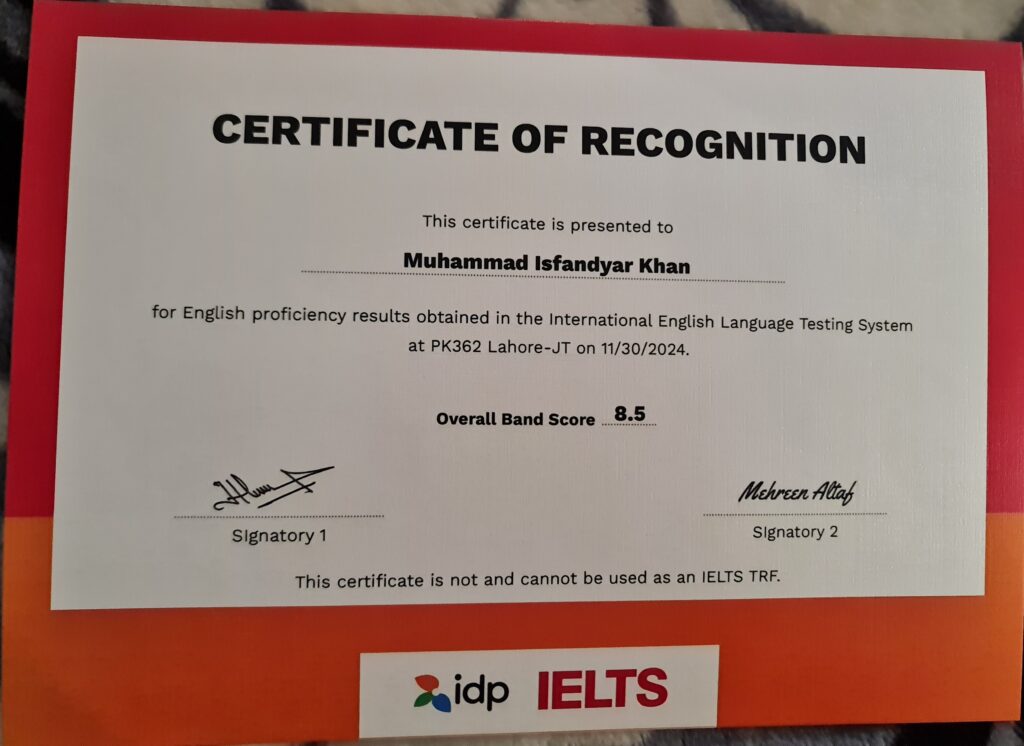 CERTIFICATE OF RECOGNITION
This certificate is presented to
Muhammad Isfandyar Khan
for English proficiency results obtained in the International English Language Testing System
at PK362 Lahore-JT on 11/30/2024.
Overall Band Score 8.5
Mehreen Altaf
SIgnatory 1 SIgnatory 2
This certificate is not and cannot be used as an IELTS TRF.
idp IELTS